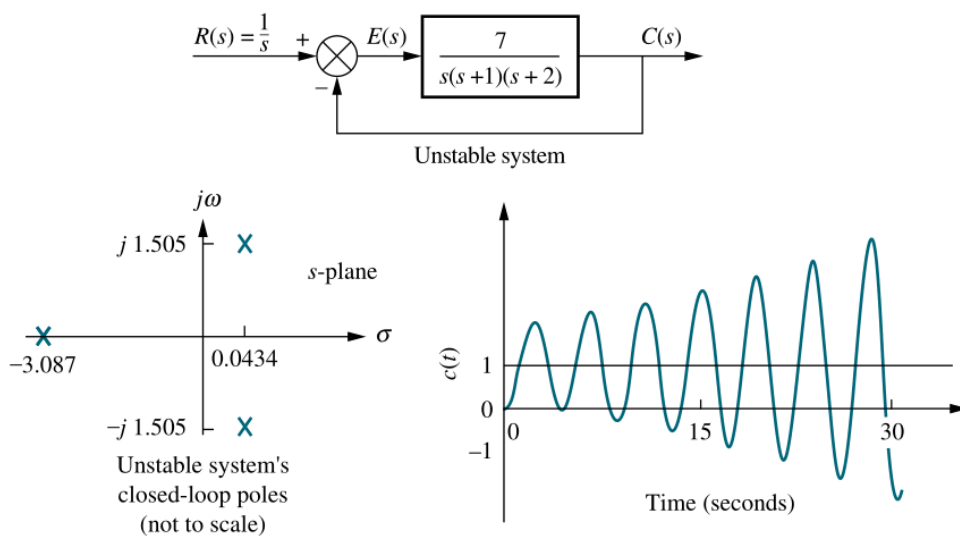 R(s) = 1/s
+
−
E(s)
7
s(s +1)(s + 2)
C(s)
Unstable system
jω
j 1.505
s-plane
σ
−3.087
0.0434
−j 1.505
Unstable system's
closed-loop poles
(not to scale)
c(t)
1
0
−1
0
15
30
Time (seconds)